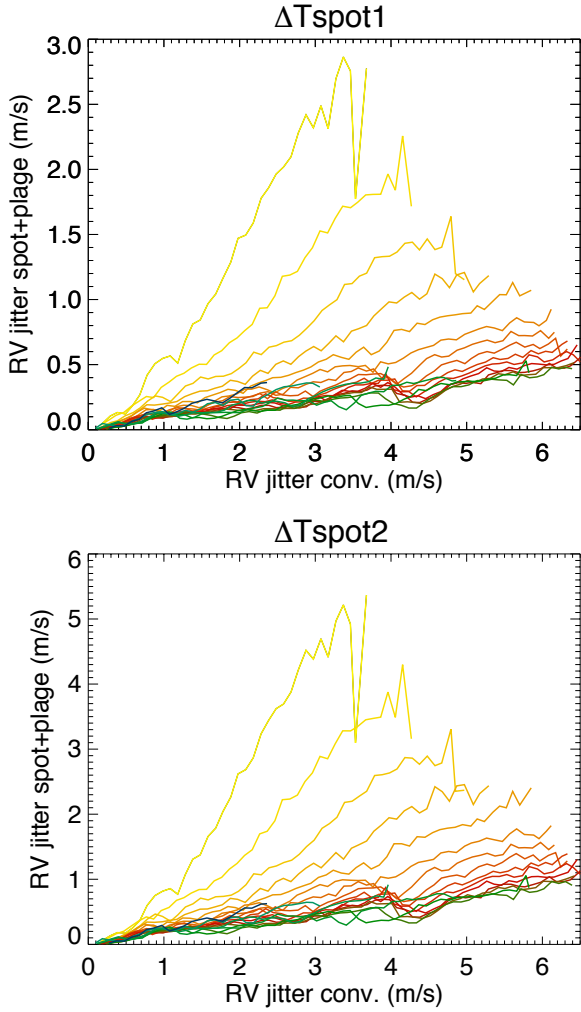 ΔTspot1
RV jitter spot+plage (m/s)
3.0
2.5
2.0
1.5
1.0
0.5
0.0
0 1 2 3 4 5 6
RV jitter conv. (m/s)
ΔTspot2
RV jitter spot+plage (m/s)
6
5
4
3
2
1
0
0 1 2 3 4 5 6
RV jitter conv. (m/s)